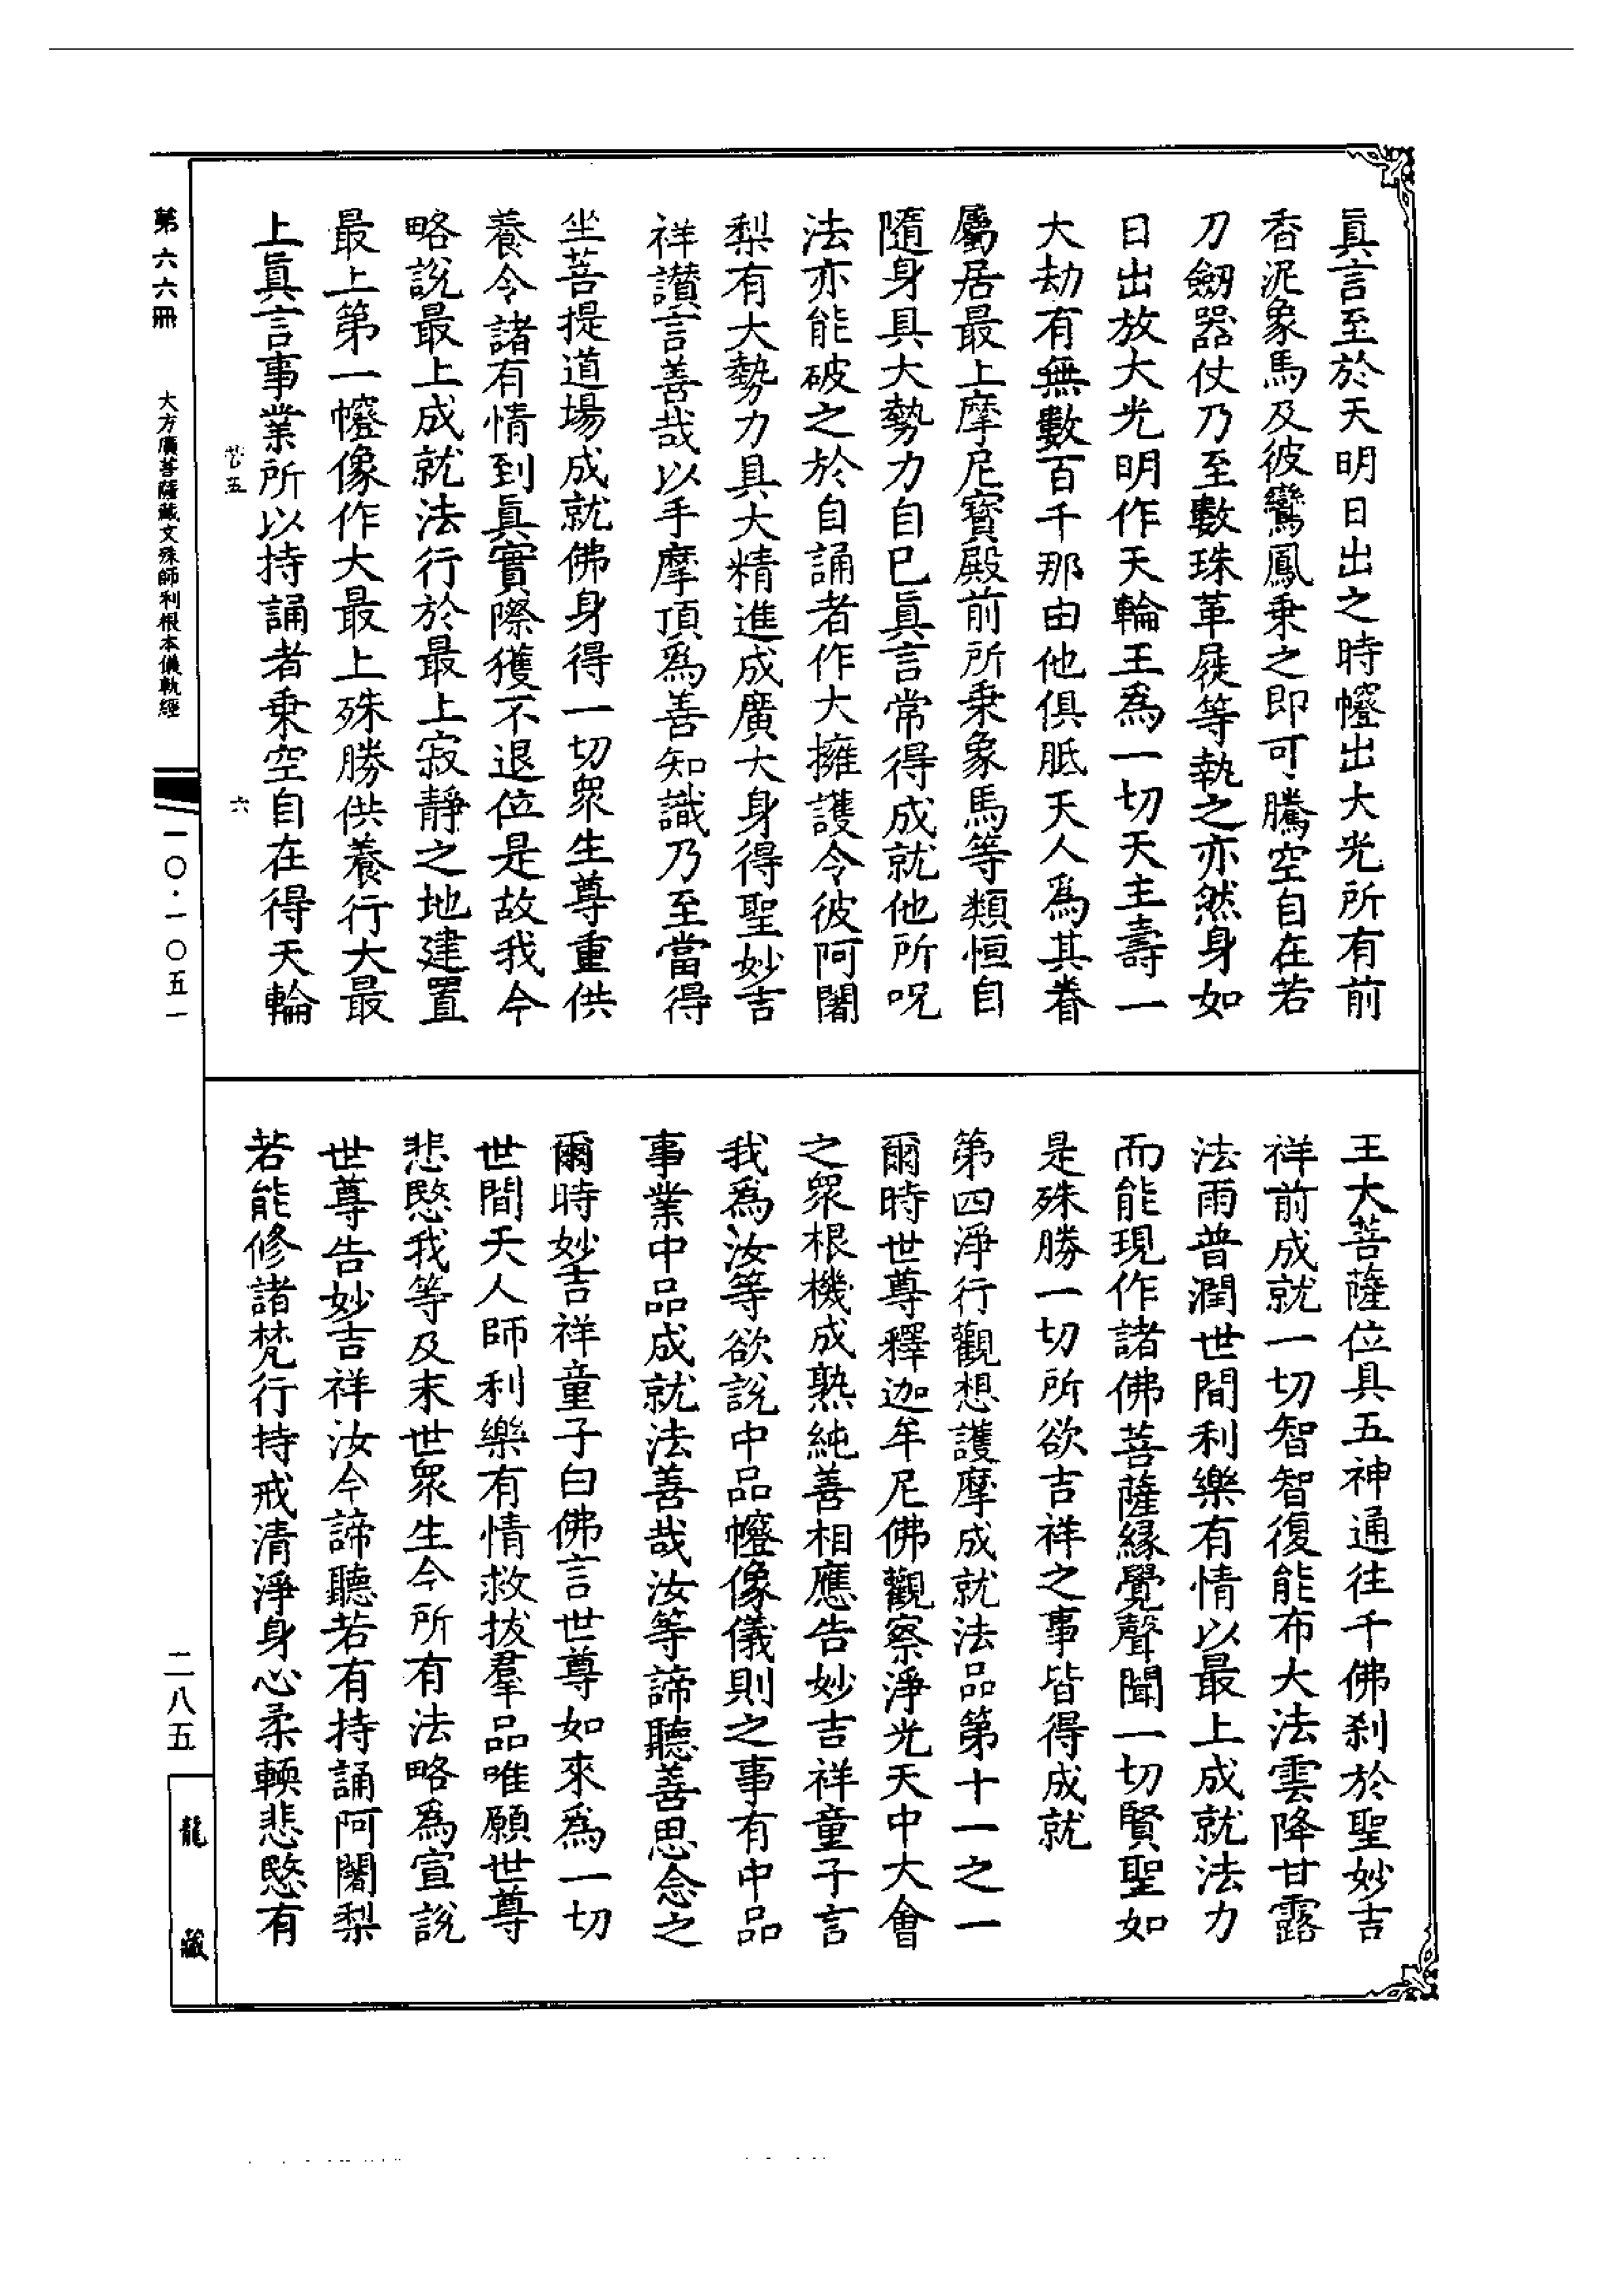 真言至於天明日出之時㡧出大光所有前
香泥象馬及彼鸞鳳乘之即可騰空自在若
刀劒器仗乃至數珠革屣等執之亦然身如
日出放大光明作天輪王爲一切天主壽一
大劫有無數百千那由他俱胝天人爲其眷
屬居最上摩尼寶殿前所乘象馬等類恒自
隨身具大勢力自己眞言常得成就他所呪
法亦能破之於自誦者作大擁護令彼阿闍
梨有大勢力具大精進成廣大身得聖妙吉
祥讃言善哉以手摩頂爲善知識乃至當得
坐菩提道場成就佛身得一切衆生尊重供
養令諸有情到眞實際獲不退位是故我今
略說最上成就法行於最上寂靜之地建置
最上第一㡧像作大最上殊勝供養行大最
上眞言事業所以持誦者乘空自在得天輪
王大菩薩位具五神通往千佛刹於聖妙吉
祥前成就一切智智復能布大法雲降甘露
法雨普潤世間利樂有情以最上成就法力
而能現作諸佛菩薩緣覺聲聞一切賢聖如
是殊勝一切所欲吉祥之事皆得成就
第四淨行觀想護摩成就法品第十一之一
爾時世尊釋迦牟尼佛觀察淨光天中大會
之衆根機成熟純善相應告妙吉祥童子言
我爲汝等欲說中品㡧像儀則之事有中品
事業中品成就法善哉汝等諦聽善思念之
爾時妙吉祥童子白佛言世尊如來爲一切
世間天人師利樂有情救拔羣品唯願世尊
悲愍我等及末世衆生今所有法略爲宣說
世尊告妙吉祥汝今諦聽若有持誦阿闍梨
若能修諸梵行持戒清淨身心柔輭悲愍有
卷五
六
第六六冊
大方廣菩薩藏文殊師利根本儀軌經
一〇·一〇五一
二八五
龍藏